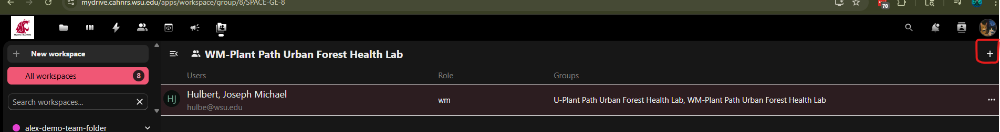 mydrive.cahnrs.wsu.edu/apps/workspace/group/8/SPACE-GE-8
70
MyDrive | CAHNRS
New workspace
All workspaces 8
Search workspaces...
alex-demo-team-folder
WM-Plant Path Urban Forest Health Lab
Users Role Groups
HJ
Hulbert, Joseph Michael
hulbe@wsu.edu
wm
U-Plant Path Urban Forest Health Lab, WM-Plant Path Urban Forest Health Lab